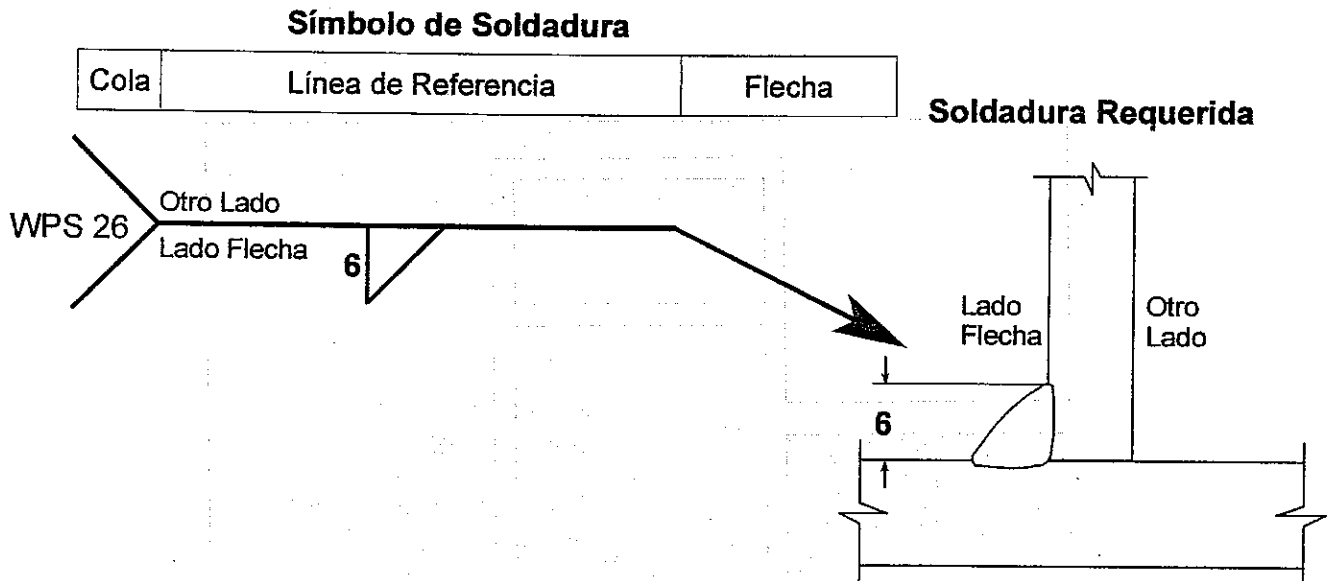 Símbolo de Soldadura
Cola Línea de Referencia Flecha
Soldadura Requerida
Otro Lado
WPS 26
Lado Flecha
6
Lado
Flecha
Otro
Lado
6